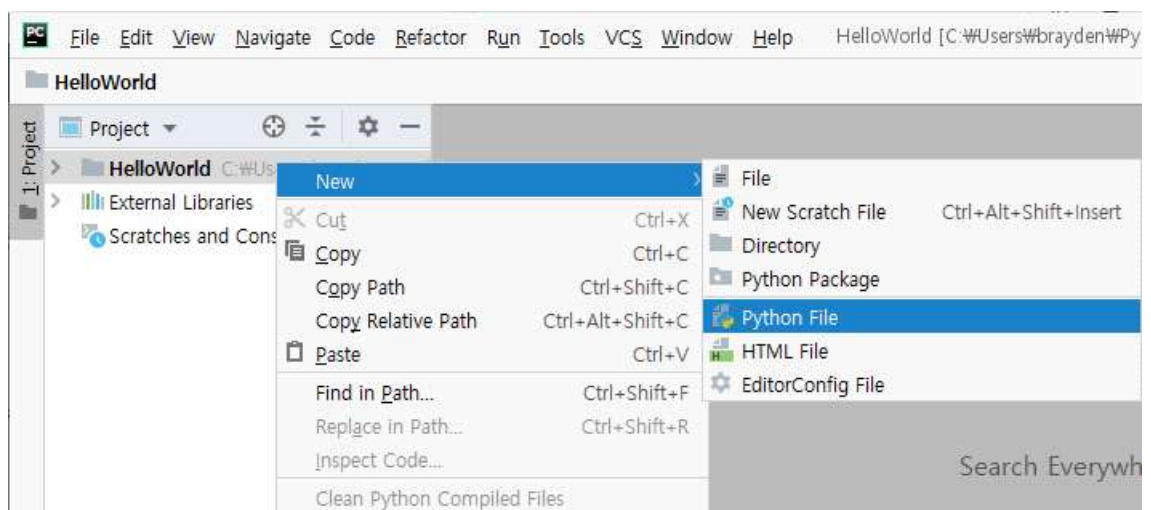 PC File Edit View Navigate Code Refactor Run Tools VCS Window Help HelloWorld [C:₩Users₩brayden₩Py
HelloWorld
1: Project
Project
HelloWorld C:₩Us
External Libraries
Scratches and Cons
New
Cut Ctrl+X
Copy Ctrl+C
Copy Path Ctrl+Shift+C
Copy Relative Path Ctrl+Alt+Shift+C
Paste Ctrl+V
Find in Path... Ctrl+Shift+F
Replace in Path... Ctrl+Shift+R
Inspect Code...
Clean Python Compiled Files
File
New Scratch File Ctrl+Alt+Shift+Insert
Directory
Python Package
Python File
H HTML File
EditorConfig File
Search Everywh